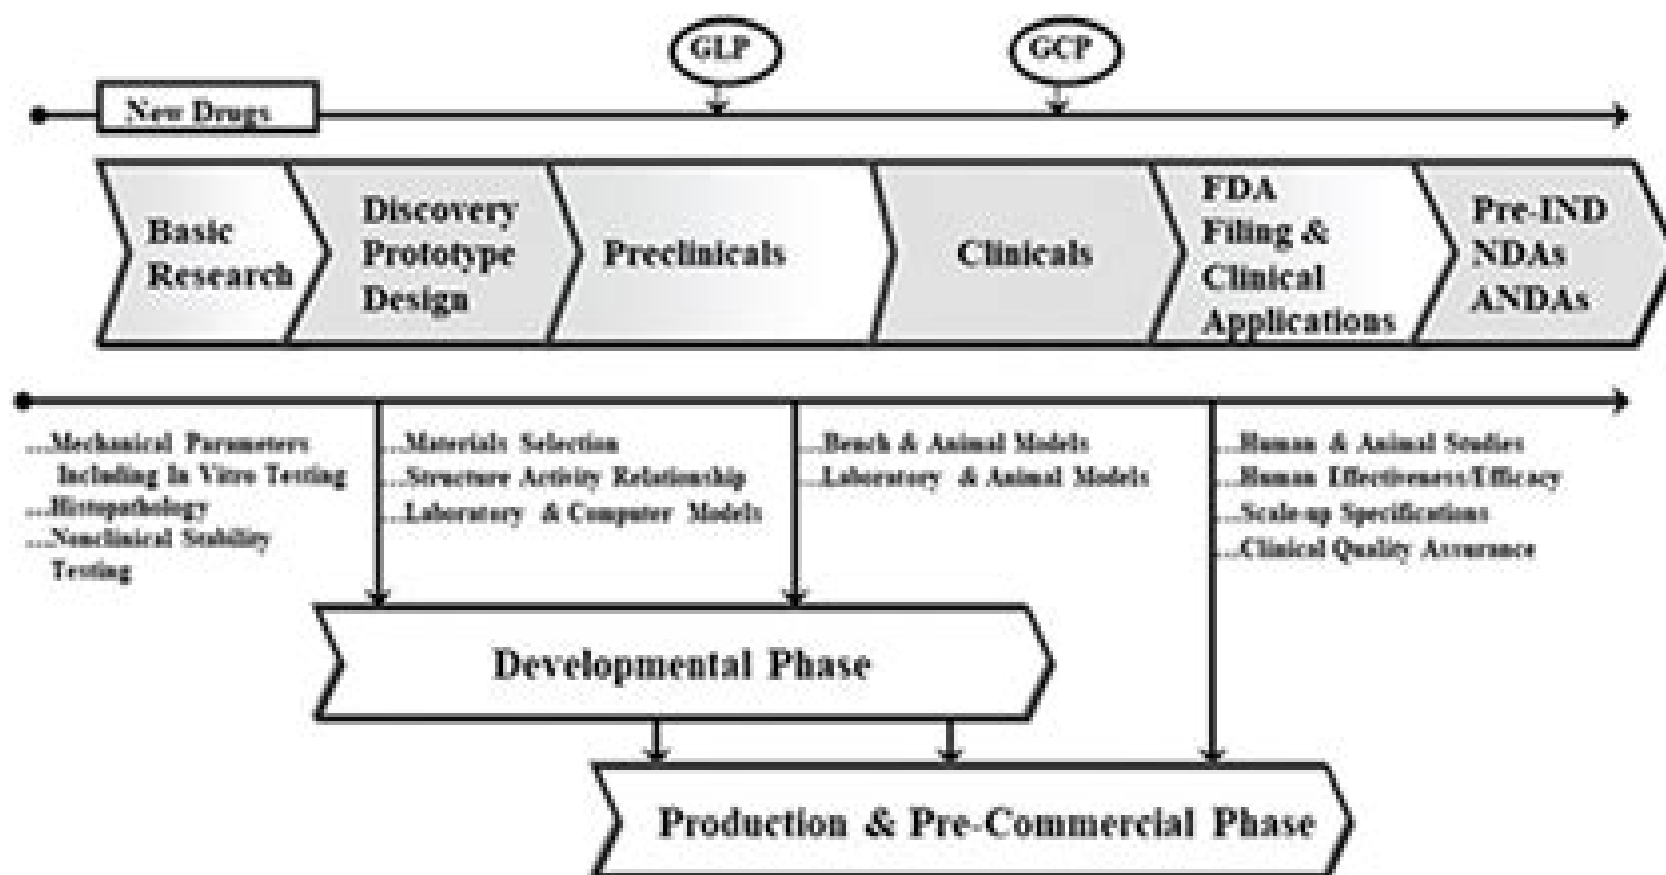 GLP
GCP
New Drugs
Basic
Research
Discovery
Prototype
Design
Preclinicals
Clinicals
FDA
Filing &
Clinical
Applications
Pre-IND
NDAs
ANDAs
...Mechanical Parameters
Including In Vitro Testing
...Histopathology
...Nonclinical Stability
Testing
...Materials Selection
...Structure Activity Relationship
...Laboratory & Computer Models
...Bench & Animal Models
...Laboratory & Animal Models
...Human & Animal Studies
...Human Effectiveness/Efficacy
...Scale-up Specifications
...Clinical Quality Assurance
Developmental Phase
Production & Pre-Commercial Phase